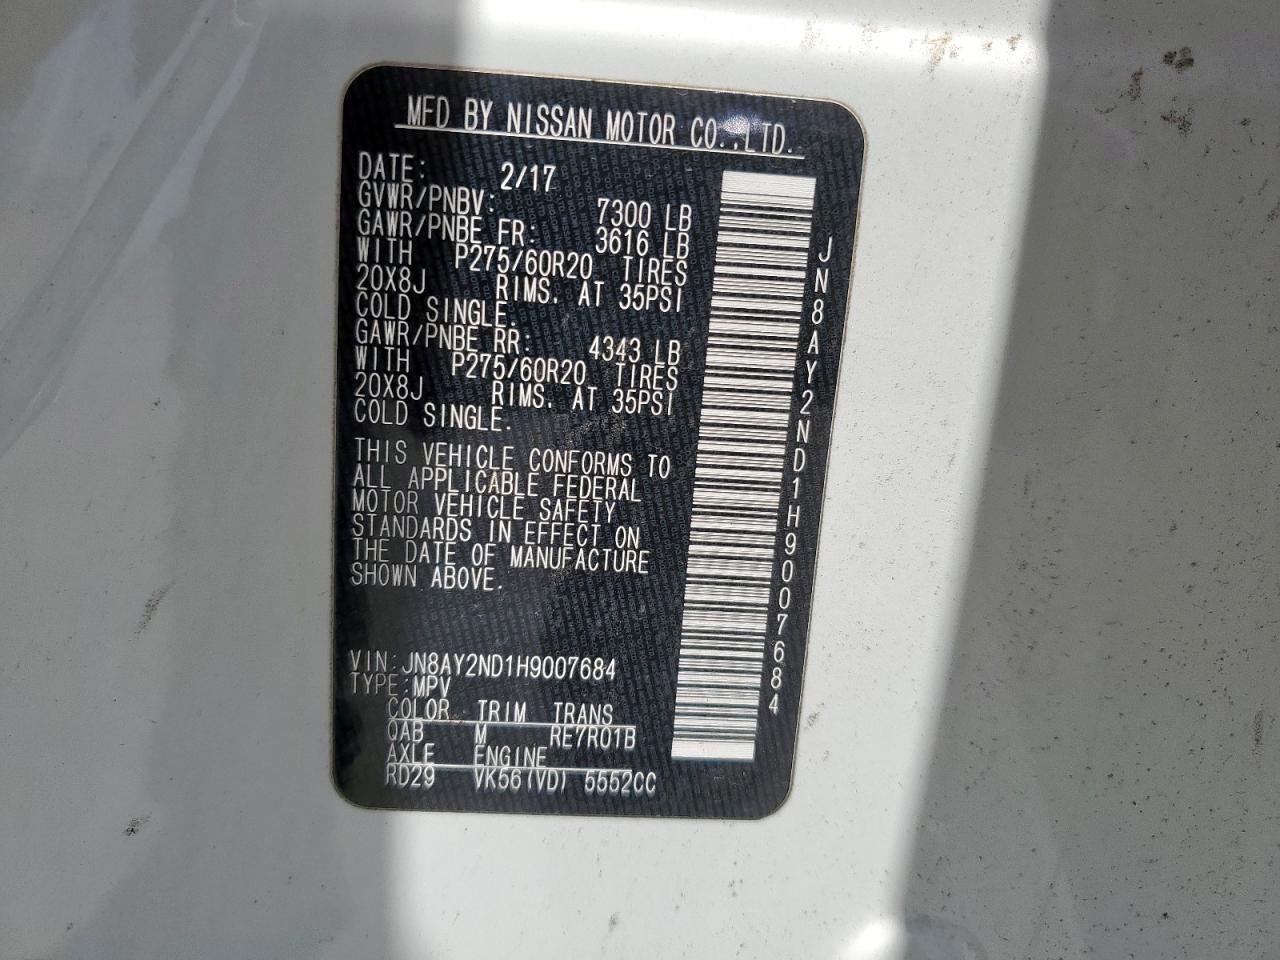 MFD BY NISSAN MOTOR CO.,LTD.
DATE: 2/17
GVWR/PNBV: 7300 LB
GAWR/PNBE FR: 3616 LB
WITH P275/60R20 TIRES
20X8J RIMS. AT 35PSI
COLD SINGLE.
GAWR/PNBE RR: 4343 LB
WITH P275/60R20 TIRES
20X8J RIMS. AT 35PSI
COLD SINGLE.
THIS VEHICLE CONFORMS TO
ALL APPLICABLE FEDERAL
MOTOR VEHICLE SAFETY
STANDARDS IN EFFECT ON
THE DATE OF MANUFACTURE
SHOWN ABOVE.
VIN:JN8AY2ND1H9007684
TYPE:MPV
COLOR TRIM TRANS
QAB M RE7R01B
AXLE ENGINE
RD29 VK56(VD) 5552CC
JN8AY2ND1H9007684